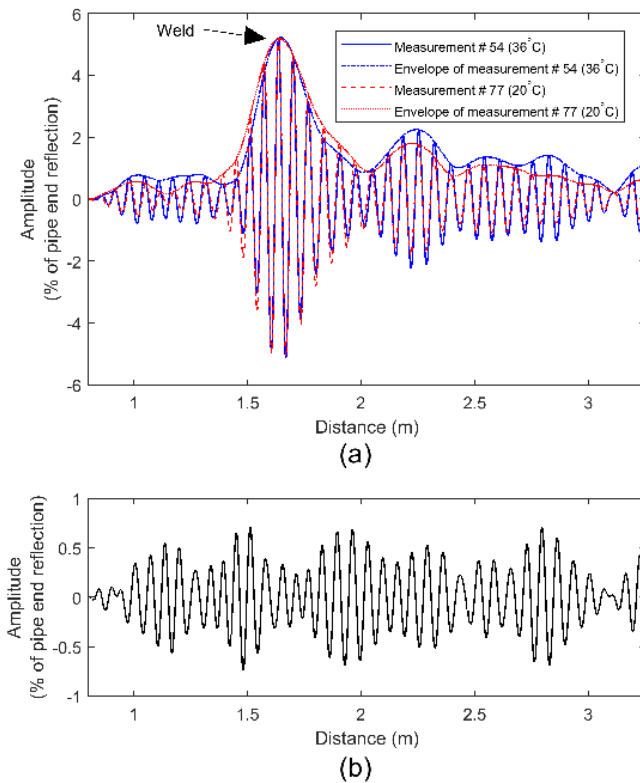 Weld
Measurement # 54 (36°C)
Envelope of measurement # 54 (36°C)
Measurement # 77 (20°C)
Envelope of measurement # 77 (20°C)
6
4
2
0
-2
-4
-6
Amplitude
(% of pipe end reflection)
1
1.5
2
2.5
3
Distance (m)
(a)
1
0.5
0
-0.5
-1
Amplitude
(% of pipe end reflection)
1
1.5
2
2.5
3
Distance (m)
(b)